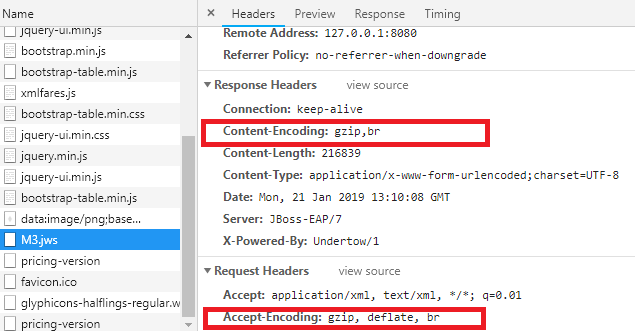 Name
jquery-ui.min.js
bootstrap.min.js
bootstrap-table.min.js
xmlfares.js
bootstrap-table.min.css
jquery-ui.min.css
jquery.min.js
jquery-ui.min.js
bootstrap-table.min.js
data:image/png;base...
M3.jws
pricing-version
favicon.ico
glyphicons-halflings-regular.w
pricing-version
× Headers Preview Response Timing
Remote Address: 127.0.0.1:8080
Referrer Policy: no-referrer-when-downgrade
▼ Response Headers view source
Connection: keep-alive
Content-Encoding: gzip,br
Content-Length: 216839
Content-Type: application/x-www-form-urlencoded;charset=UTF-8
Date: Mon, 21 Jan 2019 13:10:08 GMT
Server: JBoss-EAP/7
X-Powered-By: Undertow/1
▼ Request Headers view source
Accept: application/xml, text/xml, */*; q=0.01
Accept-Encoding: gzip, deflate, br